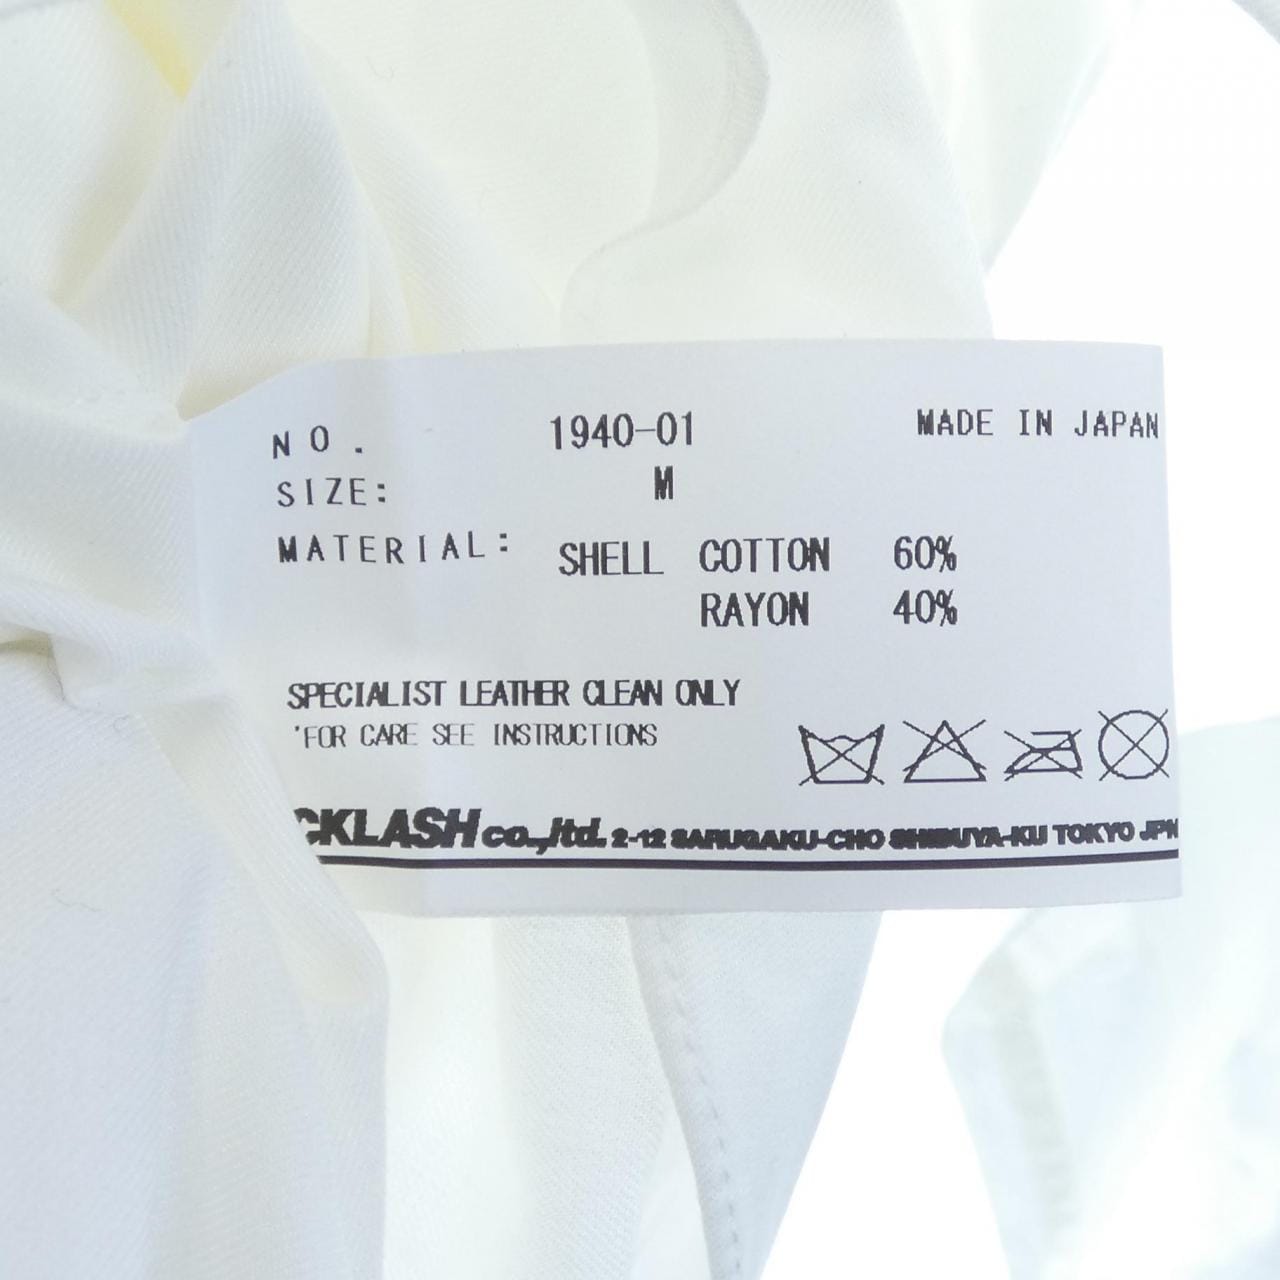 NO. 1940-01 MADE IN JAPAN
SIZE: M
MATERIAL: SHELL COTTON 60%
RAYON 40%
SPECIALIST LEATHER CLEAN ONLY
'FOR CARE SEE INSTRUCTIONS
CKLASH co.,ltd. 2-12 SARUGAKU-CHO SHIBUYA-KU TOKYO JPN